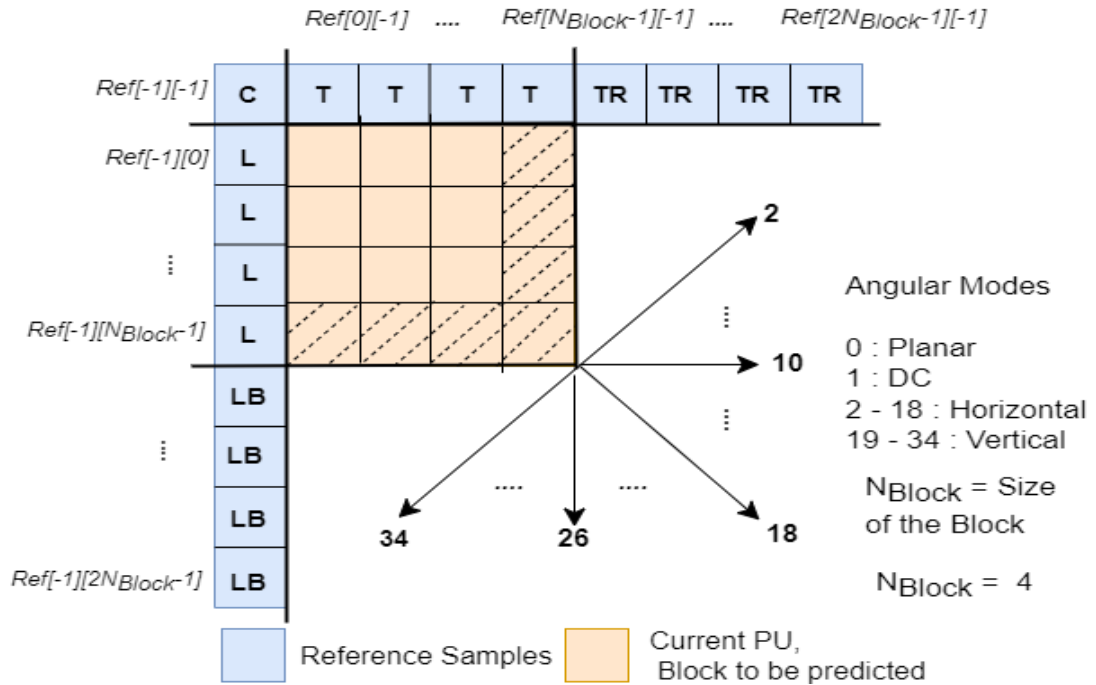 Ref[0][-1] .... Ref[NBlock-1][-1] .... Ref[2NBlock-1][-1]
Ref[-1][-1] C T T T T TR TR TR TR
Ref[-1][0] L
L
.... L
Ref[-1][NBlock-1] L
LB
.... LB
LB
Ref[-1][2NBlock-1] LB
2
....
10
....
18
.... ....
34
26
Angular Modes
0 : Planar
1 : DC
2 - 18 : Horizontal
19 - 34 : Vertical
NBlock = Size
of the Block
NBlock = 4
Reference Samples
Current PU,
Block to be predicted